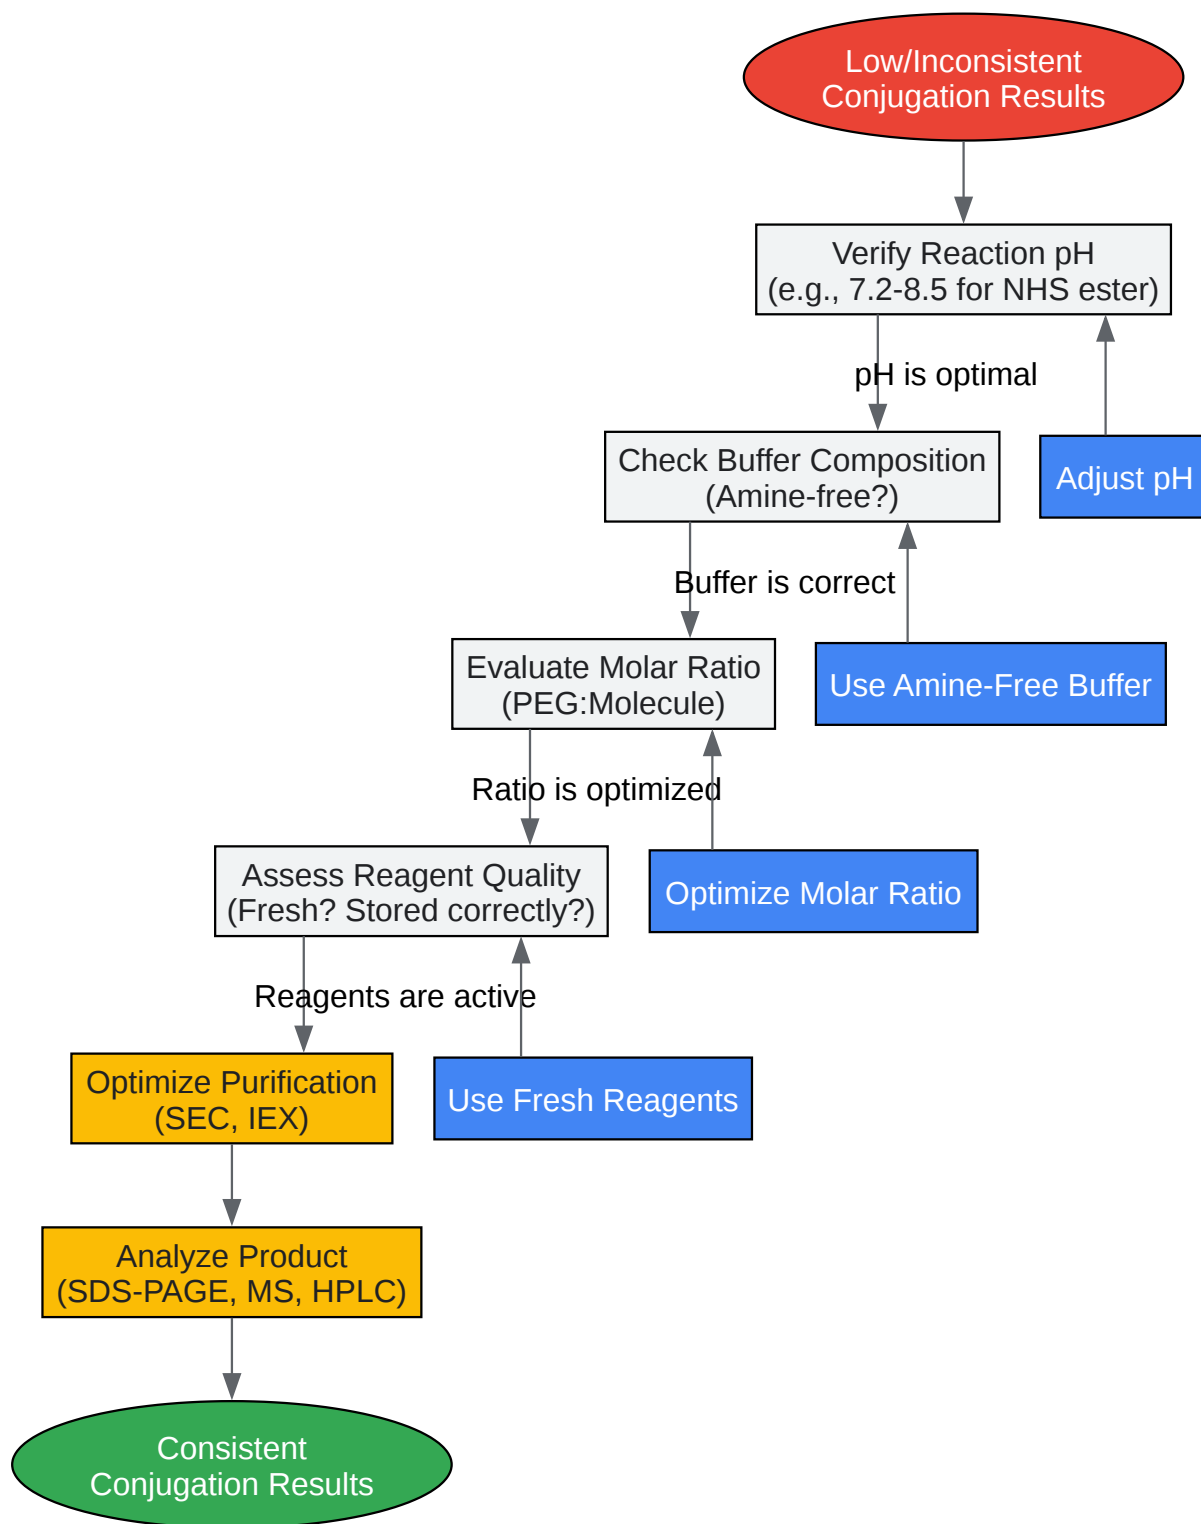 Low/Inconsistent
Conjugation Results
Verify Reaction pH
(e.g., 7.2-8.5 for NHS ester)
pH is optimal
Check Buffer Composition
(Amine-free?)
Adjust pH
Buffer is correct
Evaluate Molar Ratio
(PEG:Molecule)
Use Amine-Free Buffer
Ratio is optimized
Assess Reagent Quality
(Fresh? Stored correctly?)
Optimize Molar Ratio
Reagents are active
Optimize Purification
(SEC, IEX)
Use Fresh Reagents
Analyze Product
(SDS-PAGE, MS, HPLC)
Consistent
Conjugation Results